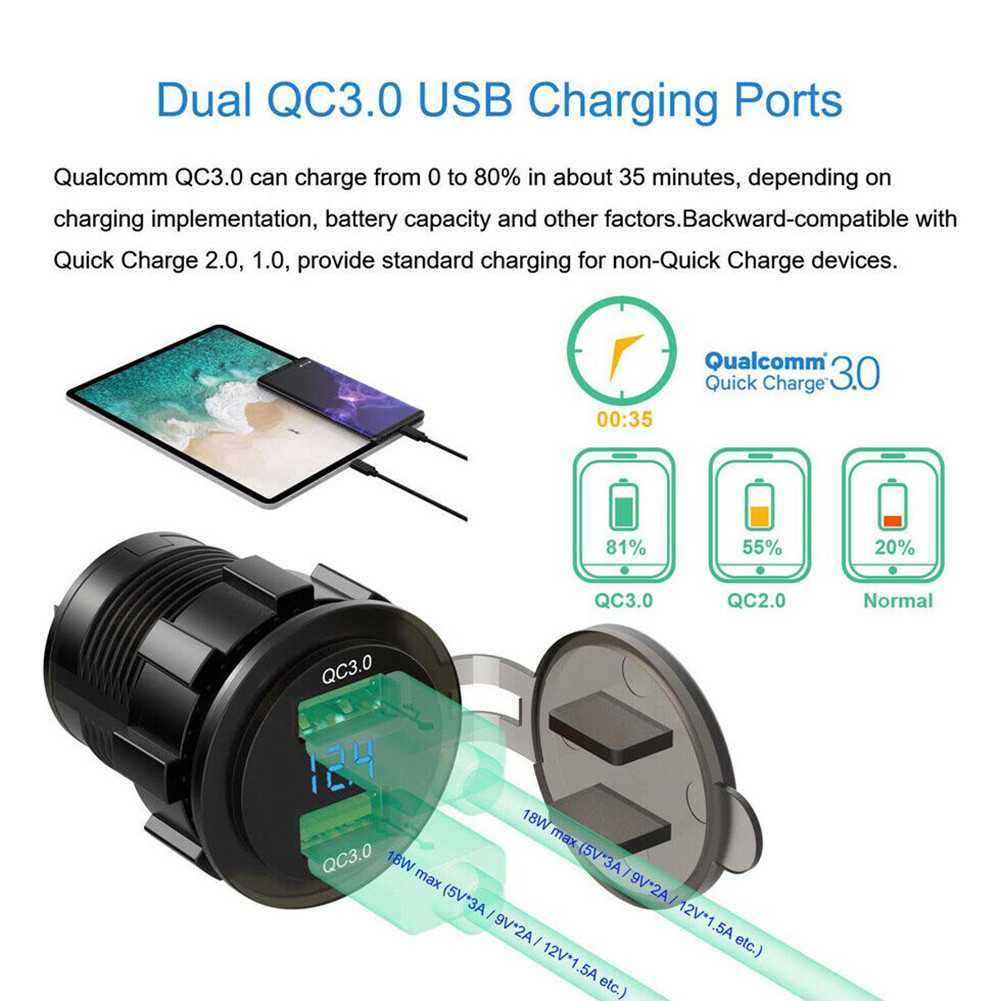 Dual QC3.0 USB Charging Ports
Qualcomm QC3.0 can charge from 0 to 80% in about 35 minutes, depending on
charging implementation, battery capacity and other factors.Backward-compatible with
Quick Charge 2.0, 1.0, provide standard charging for non-Quick Charge devices.
00:35
Qualcomm
Quick Charge 3.0
81%
55%
20%
QC3.0
QC2.0
Normal
QC3.0
12.4
QC3.0
18W max (5V*3A / 9V*2A / 12V*1.5A etc.)
18W max (5V*3A / 9V*2A / 12V*1.5A etc.)